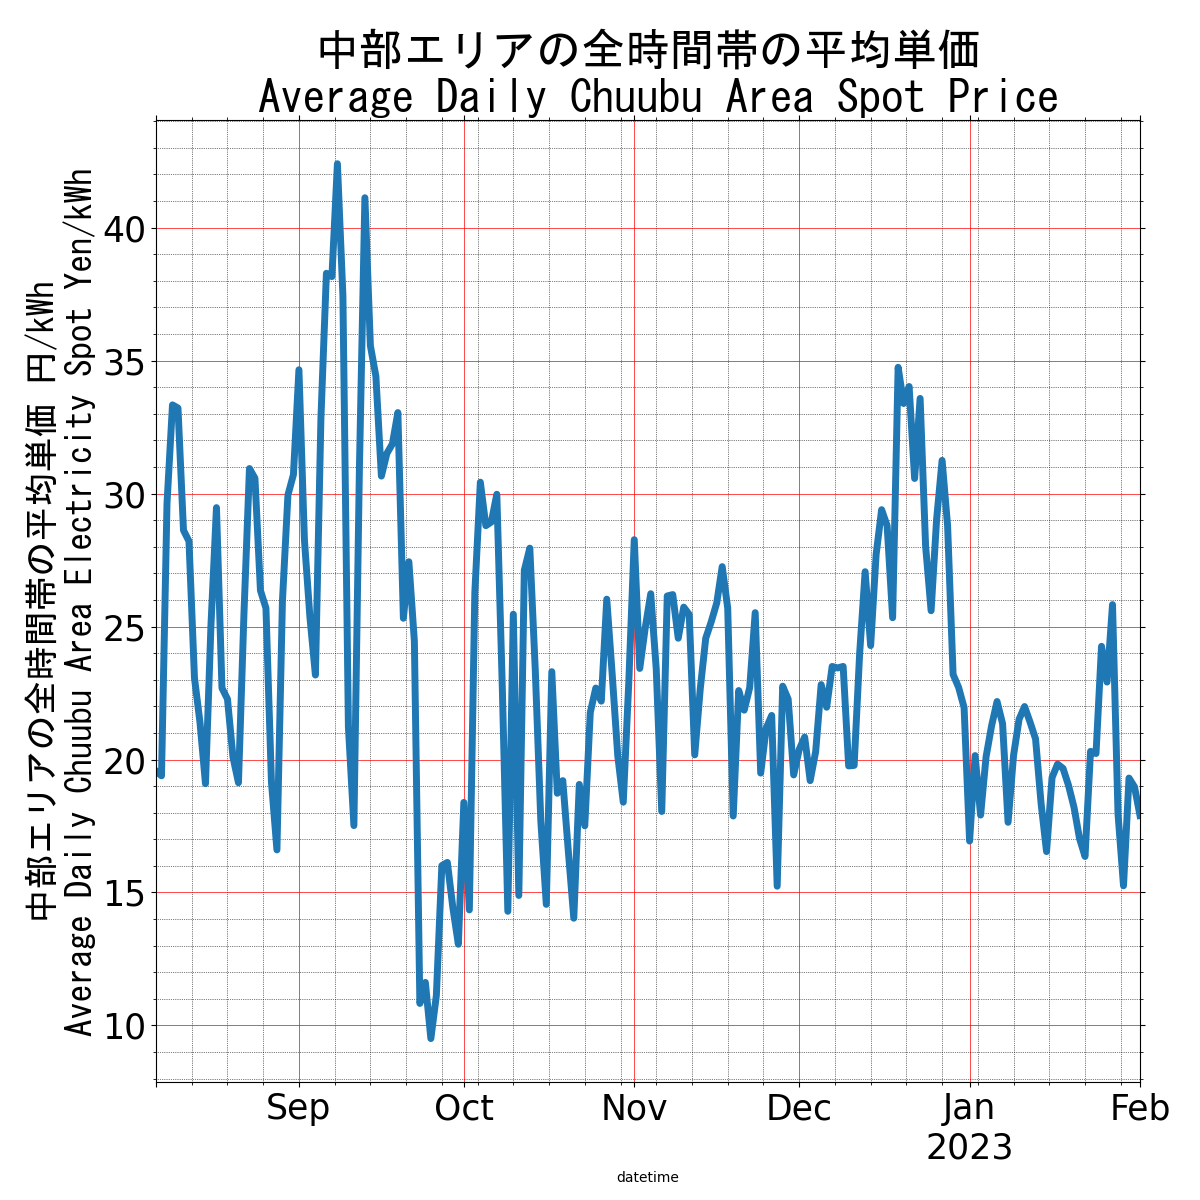 中部エリアの全時間帯の平均単価
Average Daily Chuubu Area Spot Price
中部エリアの全時間帯の平均単価 円/kWh
Average Daily Chuubu Area Electricity Spot Yen/kWh
40
35
30
25
20
15
10
Sep Oct Nov Dec Jan Feb
2023
datetime